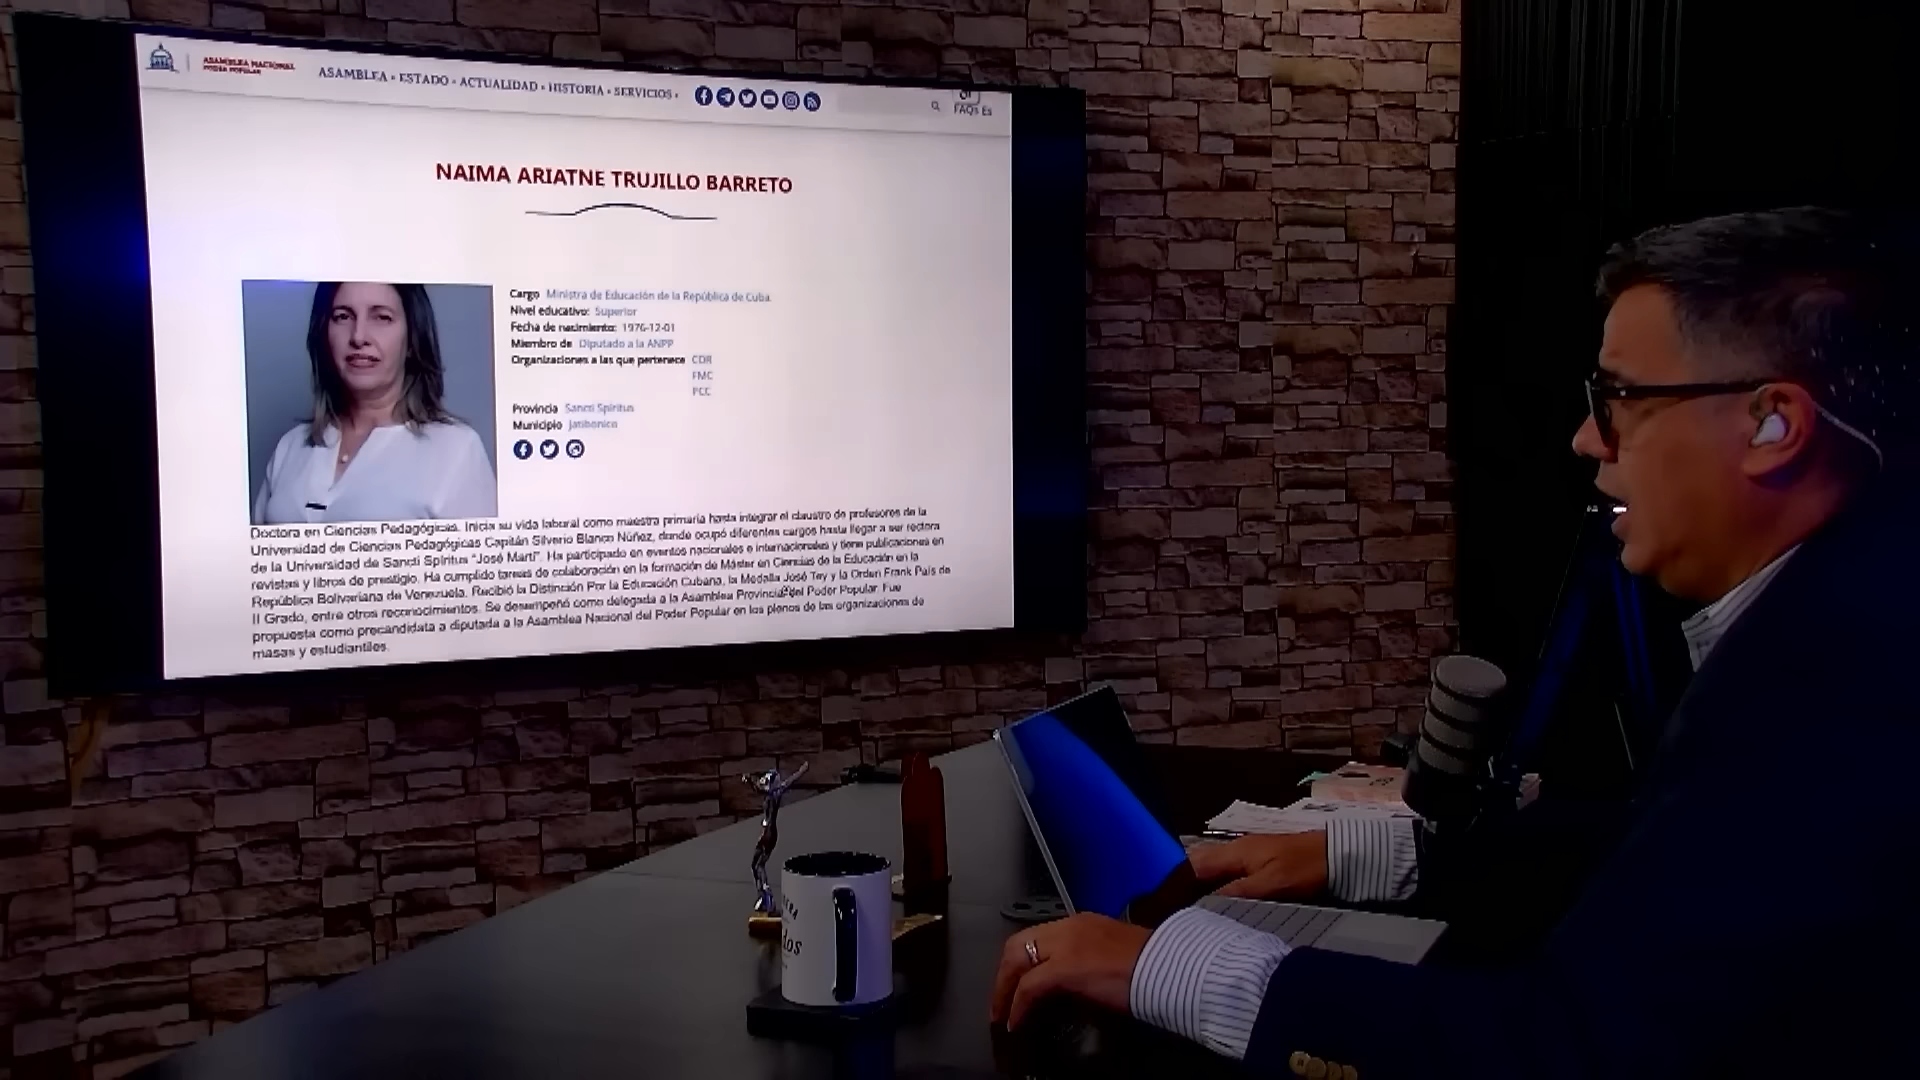 ASAMBLEA NACIONAL
PODER POPULAR
ASAMBLEA ESTADO ACTUALIDAD HISTORIA SERVICIOS
FAQs Es
NAIMA ARIATNE TRUJILLO BARRETO
Cargo Ministra de Educación de la República de Cuba.
Nivel educativo: Superior
Fecha de nacimiento: 1976-12-01
Miembro de Diputado a la ANPP
Organizaciones a las que pertenece CDR
FMC
PCC
Provincia Sancti Spíritus
Municipio Jatibonico
Doctora en Ciencias Pedagógicas. Inicia su vida laboral como maestra primaria hasta integrar el claustro de profesores de la
Universidad de Ciencias Pedagógicas Capitán Silverio Blanco Núñez, donde ocupó diferentes cargos hasta llegar a ser rectora
de la Universidad de Sancti Spíritus "José Martí". Ha participado en eventos nacionales e internacionales y tiene publicaciones en
revistas y libros de prestigio. Ha cumplido tareas de colaboración en la formación de Máster en Ciencias de la Educación en la
República Bolivariana de Venezuela. Recibió la Distinción Por la Educación Cubana, la Medalla José Tey y la Orden Frank País de
II Grado, entre otros reconocimientos. Se desempeñó como delegada a la Asamblea Provincial del Poder Popular. Fue
propuesta como precandidata a diputada a la Asamblea Nacional del Poder Popular en los plenos de las organizaciones de
masas y estudiantiles.